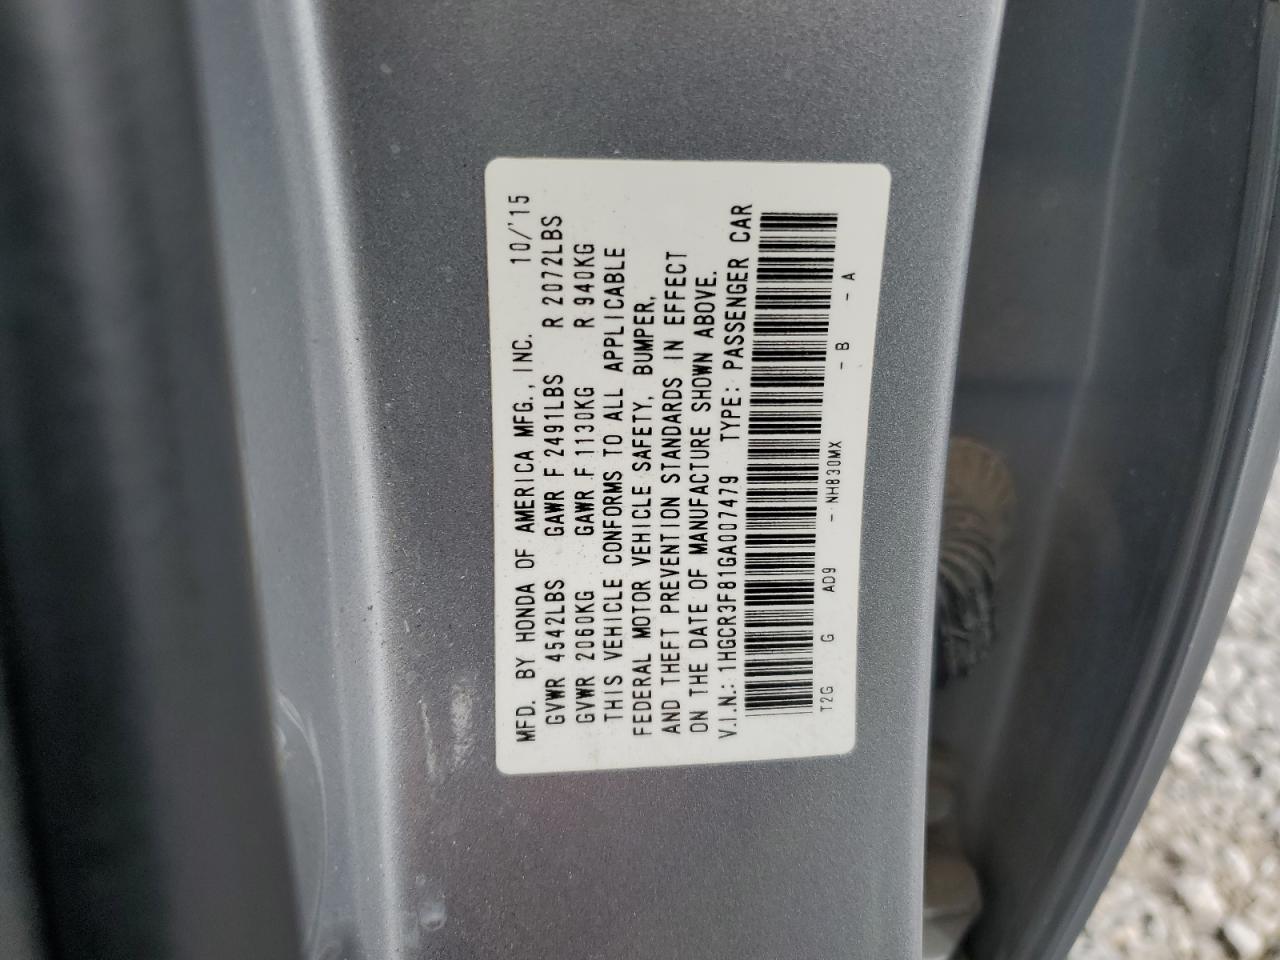 MFD. BY HONDA OF AMERICA MFG., INC. 10/'15
GVWR 4542LBS GAWR F 2491LBS R 2072LBS
GVWR 2060KG GAWR F 1130KG R 940KG
THIS VEHICLE CONFORMS TO ALL APPLICABLE
FEDERAL MOTOR VEHICLE SAFETY, BUMPER,
AND THEFT PREVENTION STANDARDS IN EFFECT
ON THE DATE OF MANUFACTURE SHOWN ABOVE.
V.I.N.: 1HGCR3F81GA007479 TYPE: PASSENGER CAR
T2G G AD9 - NH830MX - B - A